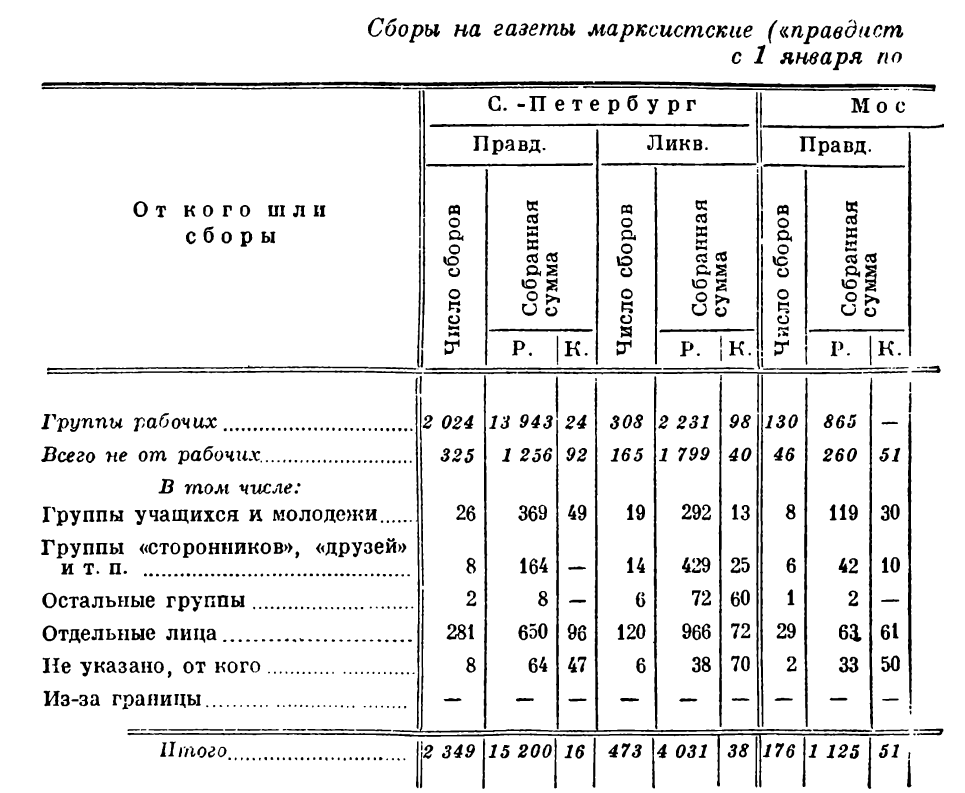 Сборы на газеты марксистские («правдист
с 1 января по
От кого шли
сборы
С.-Петербург
Мос
Правд.
Ликв.
Правд.
Число сборов
Собранная
сумма
Число сборов
Собранная
сумма
Число сборов
Собранная
сумма
Р. К. Р. К. Р. К.
Группы рабочих 2 024 13 943 24 308 2 231 98 130 865 —
Всего не от рабочих 325 1 256 92 165 1 799 40 46 260 51
В том числе:
Группы учащихся и молодежи 26 369 49 19 292 13 8 119 30
Группы «сторонников», «друзей»
и т. п. 8 164 — 14 429 25 6 42 10
Остальные группы 2 8 — 6 72 60 1 2 —
Отдельные лица 281 650 96 120 966 72 29 63 61
Не указано, от кого 8 64 47 6 38 70 2 33 50
Из-за границы — — — — — — — — —
Итого 2 349 15 200 16 473 4 031 38 176 1 125 51